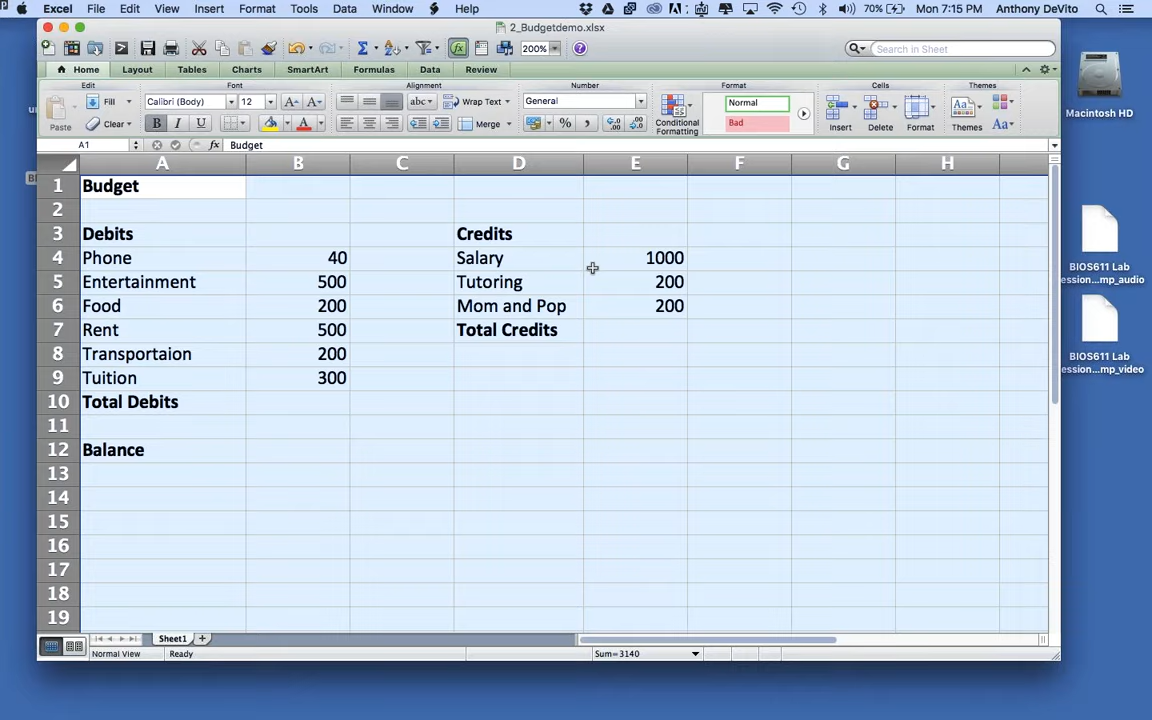 Excel File Edit View Insert Format Tools Data Window Help 70% Mon 7:15 PM Anthony DeVito
2_Budgetdemo.xlsx
200% Search in Sheet
Home Layout Tables Charts SmartArt Formulas Data Review
Edit Font Alignment Number Format Cells Themes
Paste Fill Calibri (Body) 12 A A abc Wrap Text General Conditional Formatting Normal Insert Delete Format Themes Aa
Clear B I U A Merge % Bad
A1 fx Budget
A B C D E F G H
1 Budget
2
3 Debits Credits
4 Phone 40 Salary 1000
5 Entertainment 500 Tutoring 200
6 Food 200 Mom and Pop 200
7 Rent 500 Total Credits
8 Transportaion 200
9 Tuition 300
10 Total Debits
11
12 Balance
13
14
15
16
17
18
19
Sheet1
Normal View Ready Sum=3140
Macintosh HD
BIOS611 Lab
ession...mp_audio
BIOS611 Lab
ession...mp_video